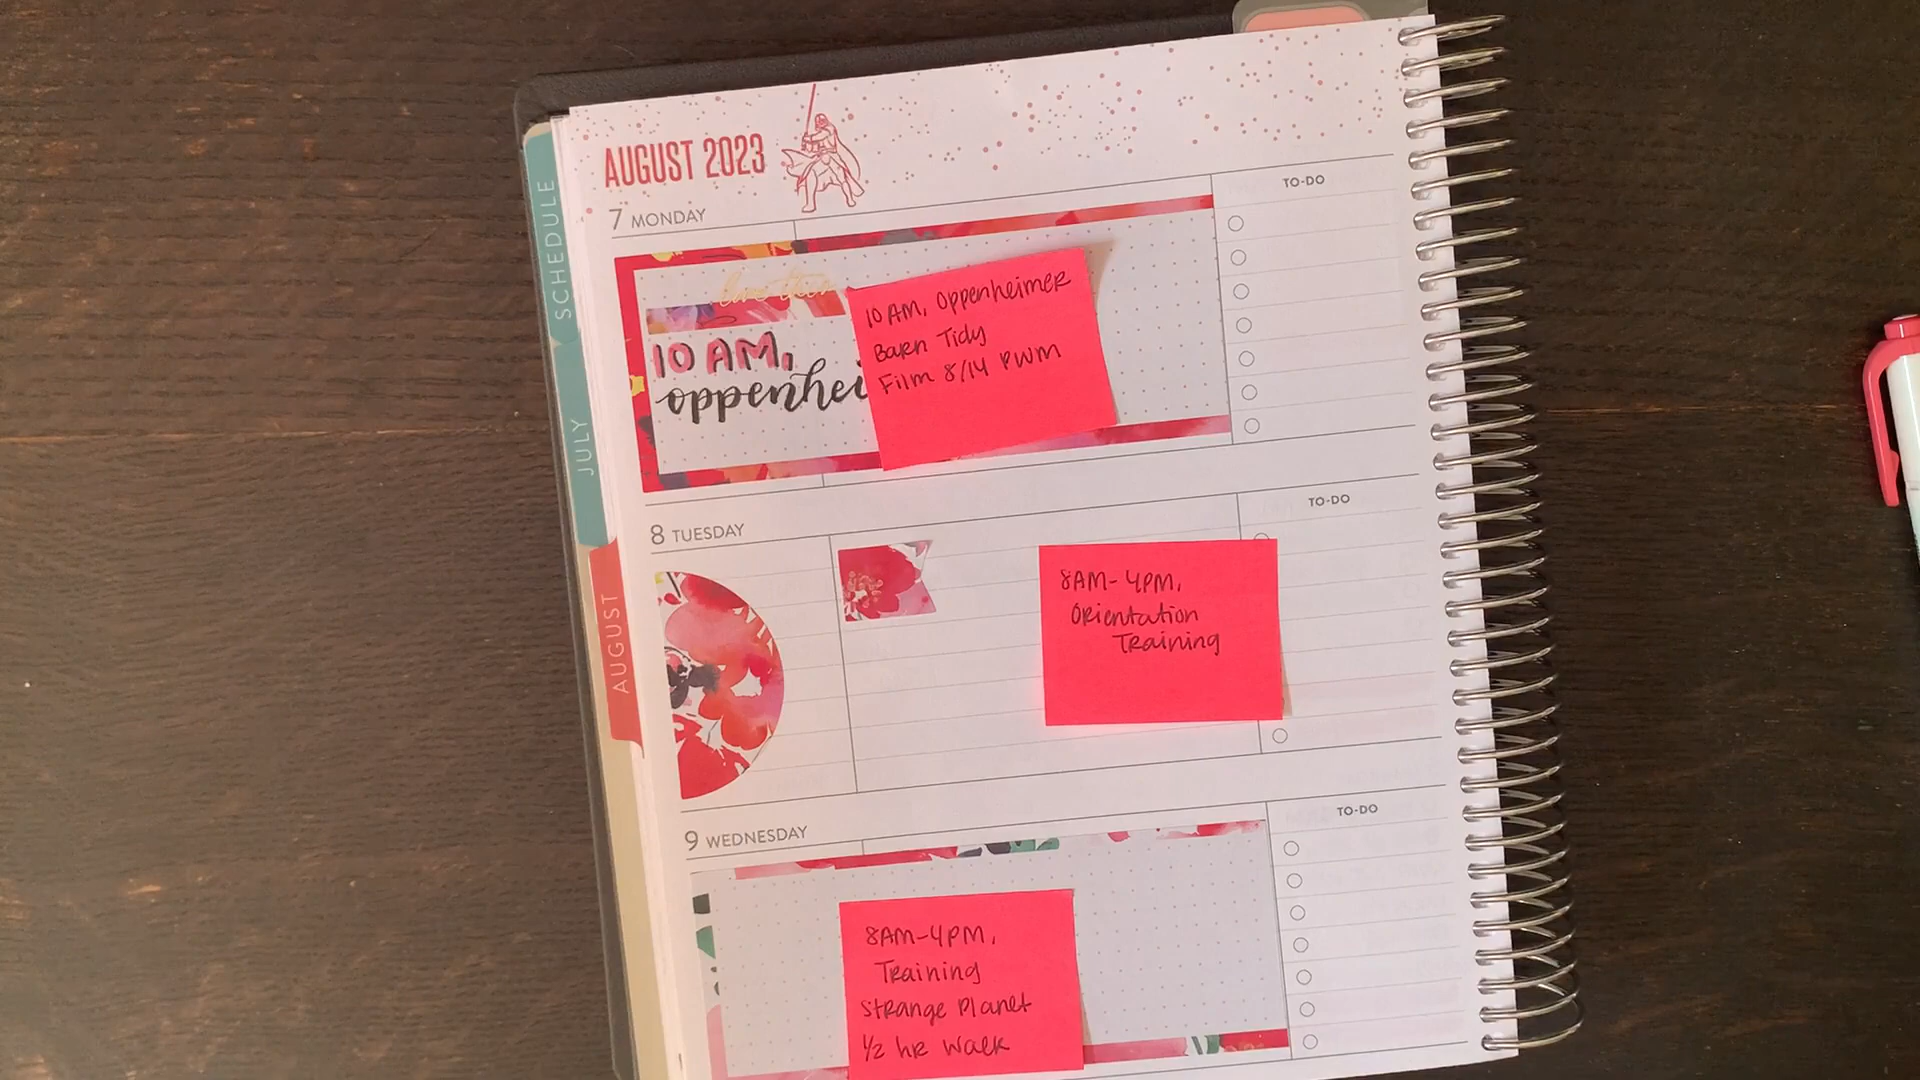 AUGUST 2023
7 MONDAY
TO-DO
10 AM,
oppenhei
10 AM, Oppenheimer
Barn Tidy
Film 8/14 PWM
8 TUESDAY
TO-DO
8AM-4PM,
Orientation
Training
9 WEDNESDAY
TO-DO
8AM-4PM,
Training
Strange Planet
1/2 hr Walk
SCHEDULE
JULY
AUGUST